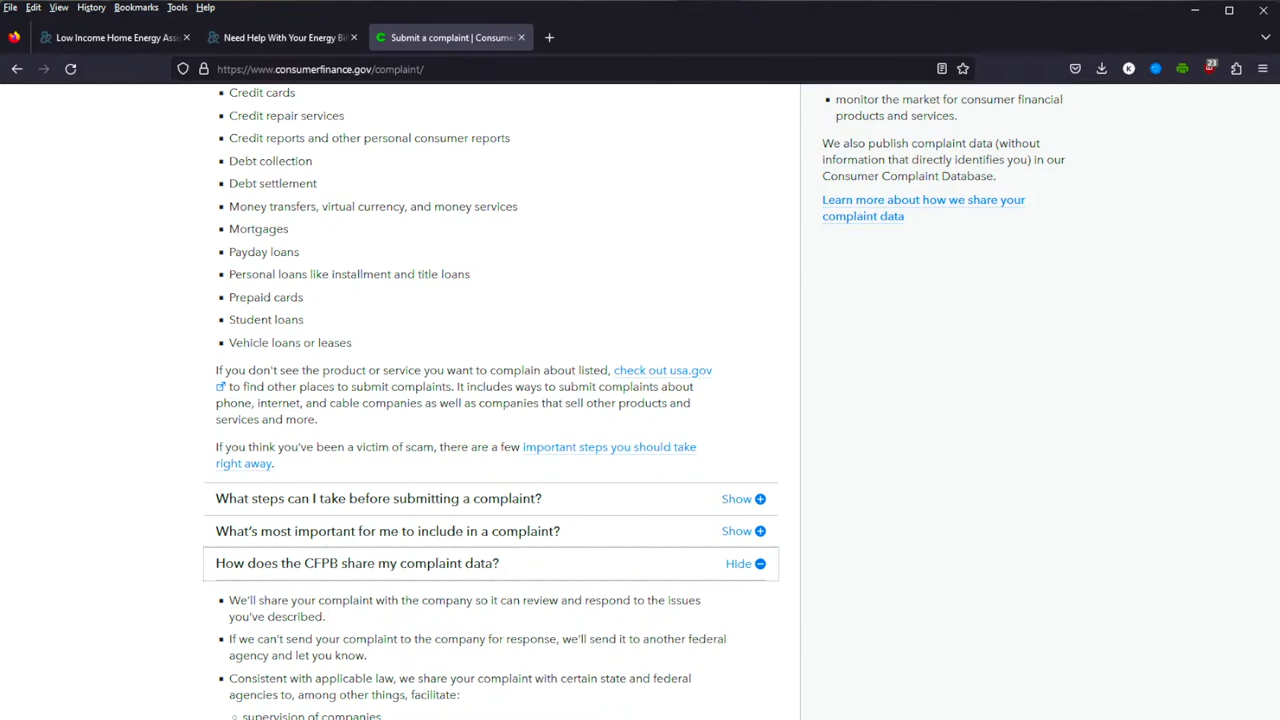 File Edit View History Bookmarks Tools Help
Low Income Home Energy Assi
Need Help With Your Energy Bil
Submit a complaint | Consume
https://www.consumerfinance.gov/complaint/
23
Credit cards
Credit repair services
Credit reports and other personal consumer reports
Debt collection
Debt settlement
Money transfers, virtual currency, and money services
Mortgages
Payday loans
Personal loans like installment and title loans
Prepaid cards
Student loans
Vehicle loans or leases
If you don't see the product or service you want to complain about listed, check out usa.gov
to find other places to submit complaints. It includes ways to submit complaints about
phone, internet, and cable companies as well as companies that sell other products and
services and more.
If you think you've been a victim of scam, there are a few important steps you should take
right away.
What steps can I take before submitting a complaint? Show
What's most important for me to include in a complaint? Show
How does the CFPB share my complaint data? Hide
We'll share your complaint with the company so it can review and respond to the issues
you've described.
If we can't send your complaint to the company for response, we'll send it to another federal
agency and let you know.
Consistent with applicable law, we share your complaint with certain state and federal
agencies to, among other things, facilitate:
supervision of companies
monitor the market for consumer financial
products and services.
We also publish complaint data (without
information that directly identifies you) in our
Consumer Complaint Database.
Learn more about how we share your
complaint data